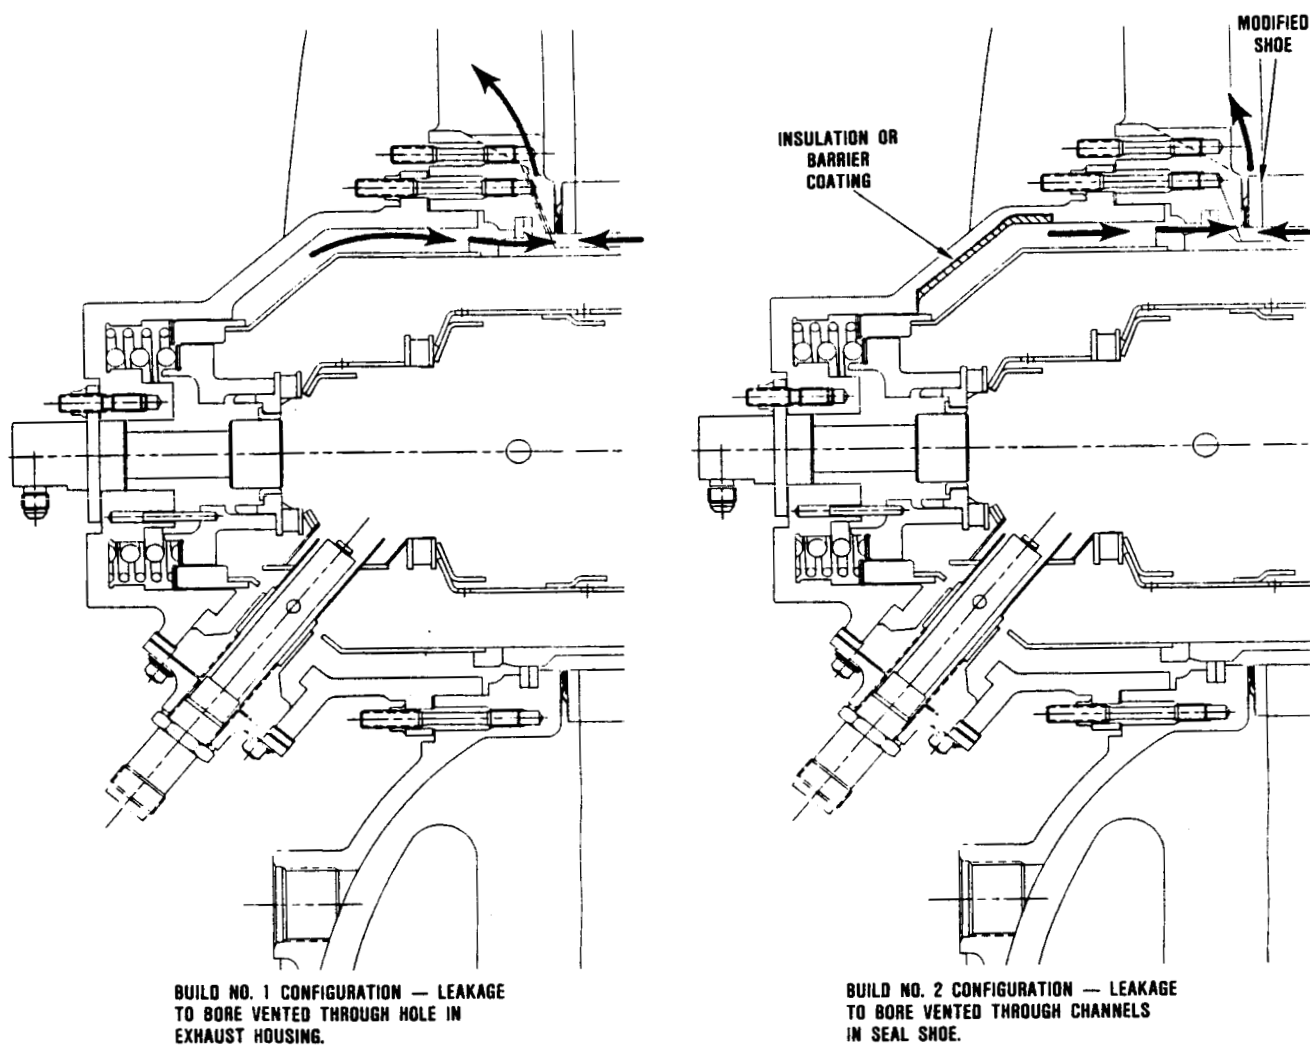 MODIFIED
SHOE
INSULATION OR
BARRIER
COATING
BUILD NO. 1 CONFIGURATION — LEAKAGE
TO BORE VENTED THROUGH HOLE IN
EXHAUST HOUSING.
BUILD NO. 2 CONFIGURATION — LEAKAGE
TO BORE VENTED THROUGH CHANNELS
IN SEAL SHOE.